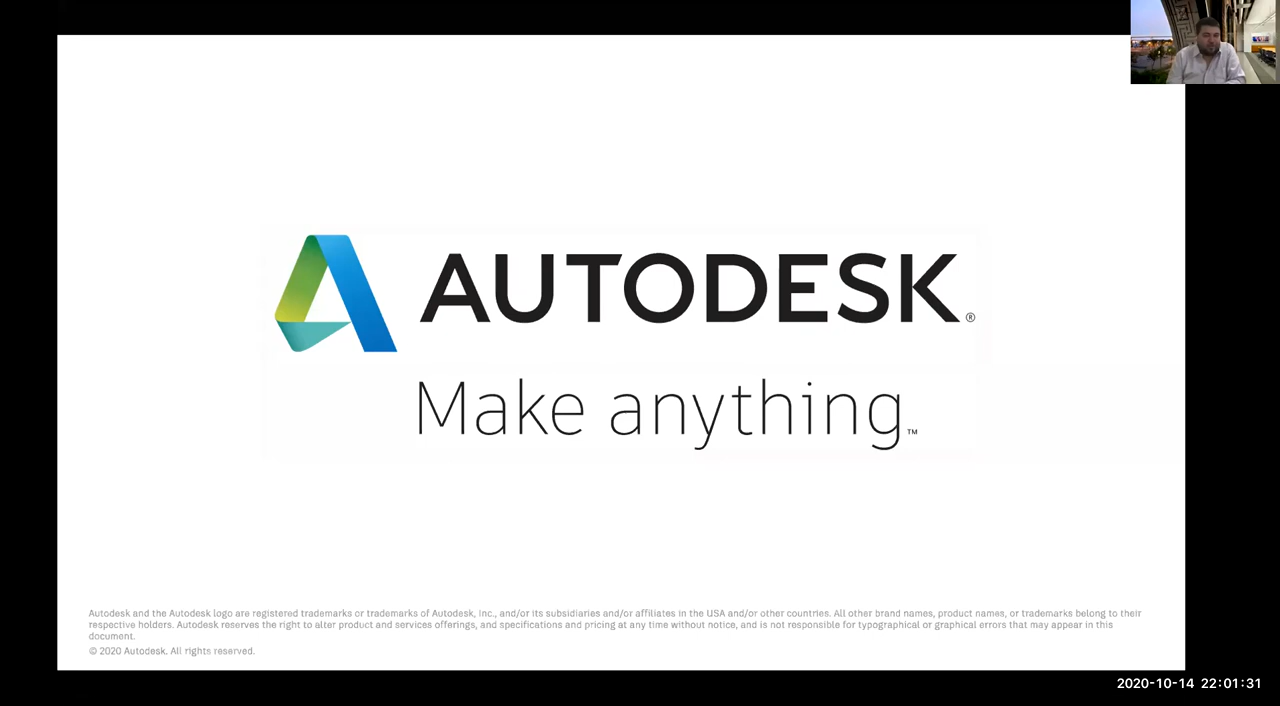 AUTODESK®
Make anything™
Autodesk and the Autodesk logo are registered trademarks or trademarks of Autodesk, Inc., and/or its subsidiaries and/or affiliates in the USA and/or other countries. All other brand names, product names, or trademarks belong to their
respective holders. Autodesk reserves the right to alter product and services offerings, and specifications and pricing at any time without notice, and is not responsible for typographical or graphical errors that may appear in this
document.
© 2020 Autodesk. All rights reserved.
2020-10-14 22:01:31